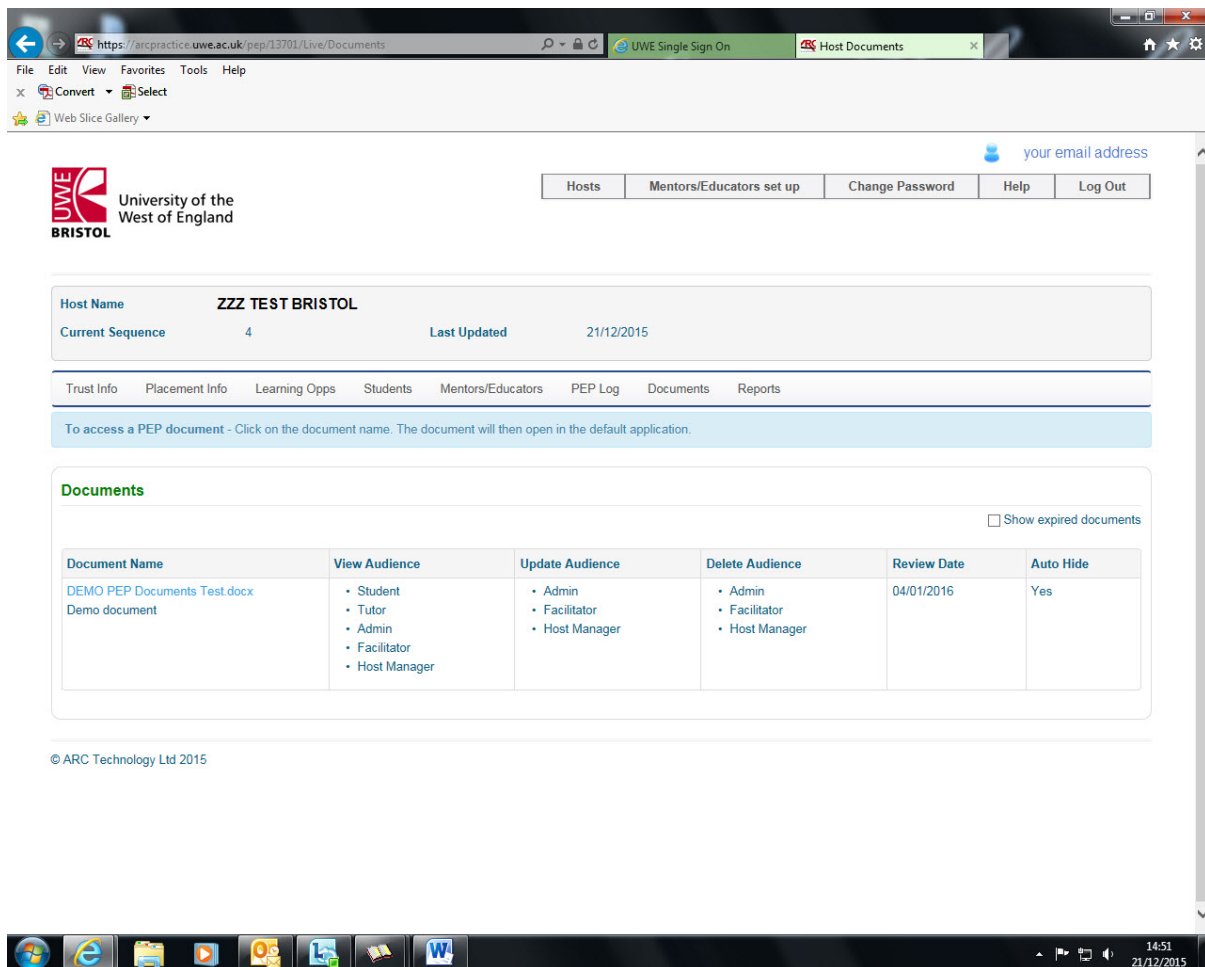 https://arcpractice.uwe.ac.uk/pep/13701/Live/Documents UWE Single Sign On Host Documents
File Edit View Favorites Tools Help
x Convert Select
Web Slice Gallery
your email address
Hosts Mentors/Educators set up Change Password Help Log Out
UWE
BRISTOL
University of the
West of England
Host Name ZZZ TEST BRISTOL
Current Sequence 4 Last Updated 21/12/2015
Trust Info Placement Info Learning Opps Students Mentors/Educators PEP Log Documents Reports
To access a PEP document - Click on the document name. The document will then open in the default application.
Documents
Show expired documents
Document Name View Audience Update Audience Delete Audience Review Date Auto Hide
DEMO PEP Documents Test.docx • Student • Admin • Admin 04/01/2016 Yes
Demo document • Tutor • Facilitator • Facilitator
• Admin • Host Manager • Host Manager
• Facilitator
• Host Manager
© ARC Technology Ltd 2015
14:51
21/12/2015